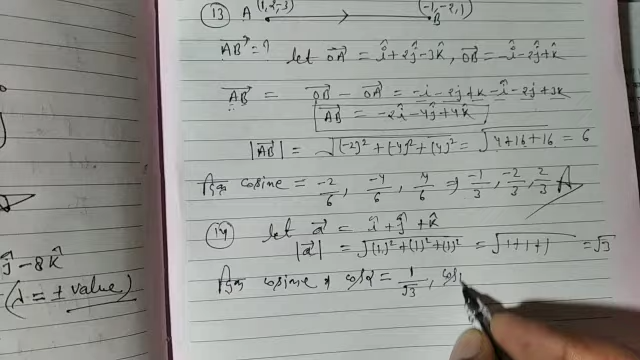 (13) A (1,2,-3) (-1,-2,1) B
AB⃗ = ? let OA⃗ = î+2ĵ-3k̂, OB⃗ = -î-2ĵ+k̂
AB⃗ = OB⃗ - OA⃗ = -i-2j+k-î-2j+3k
AB⃗ = -2î-4ĵ+4k̂
|AB⃗| = √(-2)²+(-4)²+(4)² = √4+16+16 = 6
cosine = -2/6, -4/6, 4/6 ⇒ -1/3, -2/3, 2/3 A
(14) let a⃗ = î+ĵ+k̂
|a⃗| = √(1)²+(1)²+(1)² = √1+1+1 = √3
ĵ-8k̂
(λ = ± value)
cosine cosα = 1/√3, cos